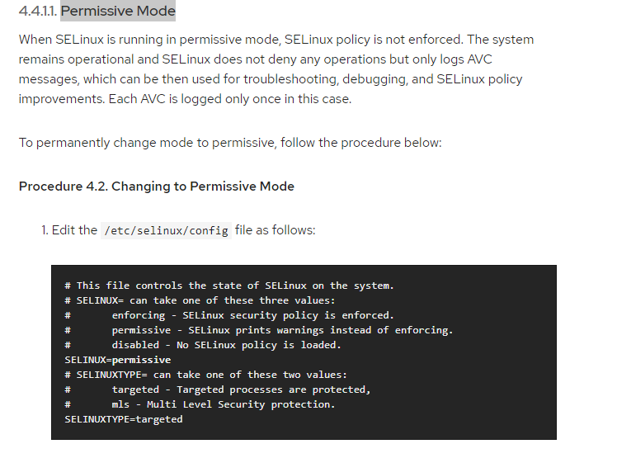 4.4.1.1. Permissive Mode
When SELinux is running in permissive mode, SELinux policy is not enforced. The system
remains operational and SELinux does not deny any operations but only logs AVC
messages, which can be then used for troubleshooting, debugging, and SELinux policy
improvements. Each AVC is logged only once in this case.
To permanently change mode to permissive, follow the procedure below:
Procedure 4.2. Changing to Permissive Mode
1. Edit the /etc/selinux/config file as follows:
# This file controls the state of SELinux on the system.
# SELINUX= can take one of these three values:
#       enforcing - SELinux security policy is enforced.
#       permissive - SELinux prints warnings instead of enforcing.
#       disabled - No SELinux policy is loaded.
SELINUX=permissive
# SELINUXTYPE= can take one of these two values:
#       targeted - Targeted processes are protected,
#       mls - Multi Level Security protection.
SELINUXTYPE=targeted